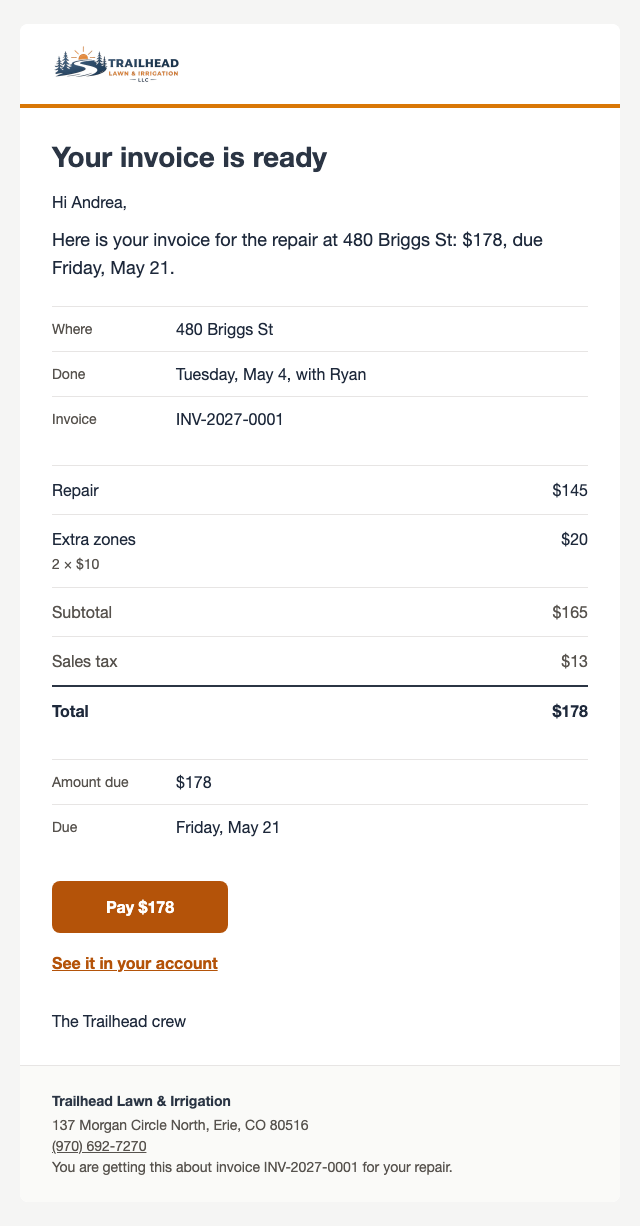 TRAILHEAD
LAWN & IRRIGATION
LLC
Your invoice is ready
Hi Andrea,
Here is your invoice for the repair at 480 Briggs St: $178, due
Friday, May 21.
Where 480 Briggs St
Done Tuesday, May 4, with Ryan
Invoice INV-2027-0001
Repair $145
Extra zones $20
2 × $10
Subtotal $165
Sales tax $13
Total $178
Amount due $178
Due Friday, May 21
Pay $178
See it in your account
The Trailhead crew
Trailhead Lawn & Irrigation
137 Morgan Circle North, Erie, CO 80516
(970) 692-7270
You are getting this about invoice INV-2027-0001 for your repair.